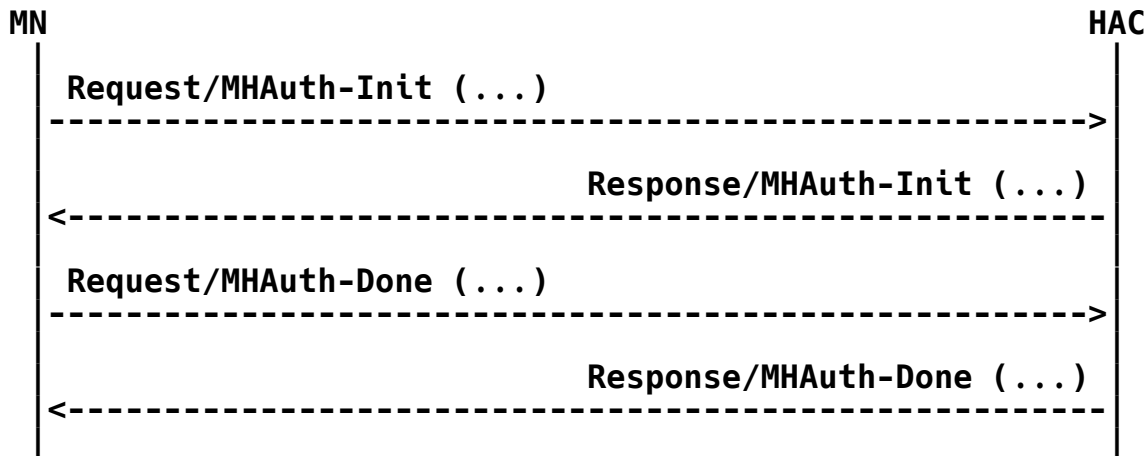 MN HAC
Request/MHAuth-Init (...)
Response/MHAuth-Init (...)
Request/MHAuth-Done (...)
Response/MHAuth-Done (...)